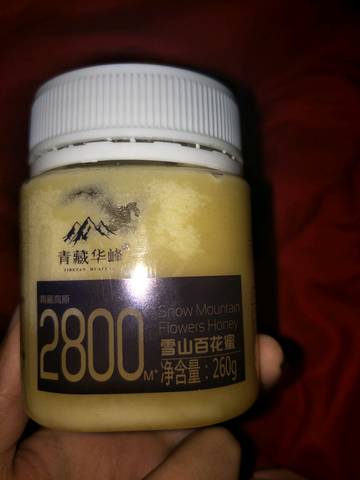 青藏华峰
青藏高原
2800
M⁺
Snow Mountain
Flowers Honey
雪山百花蜜
净含量：260g